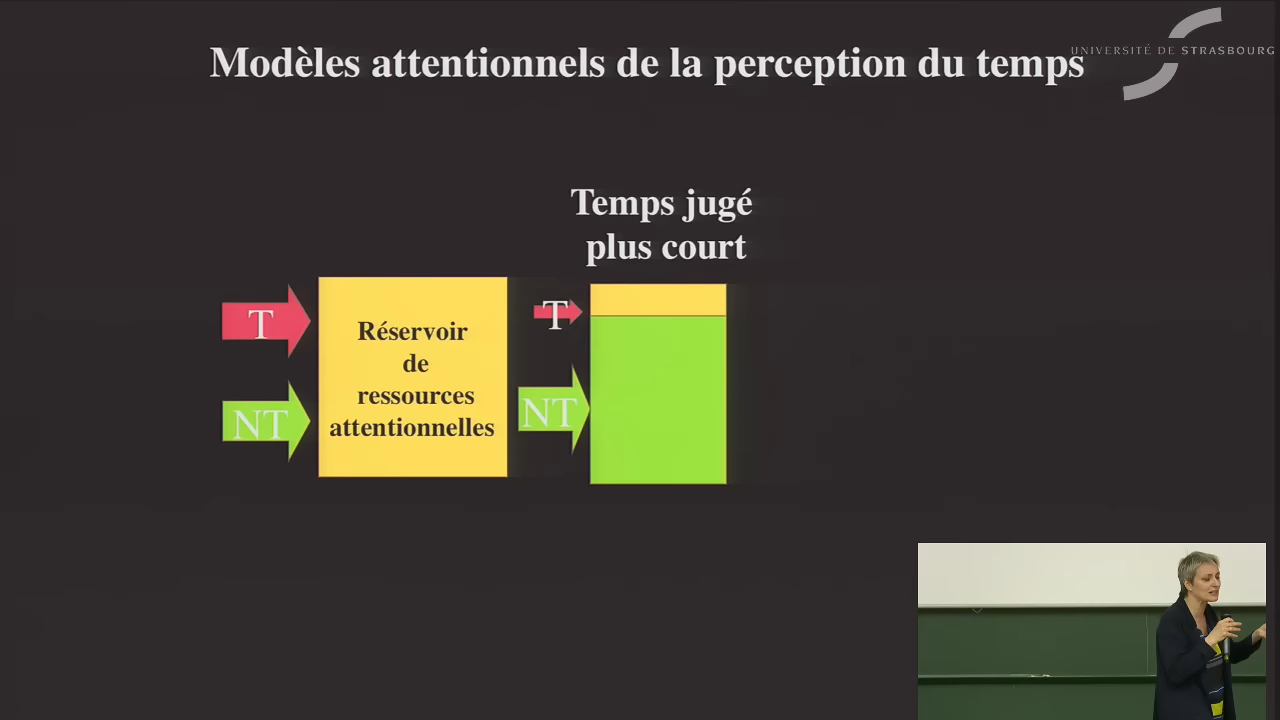 Modèles attentionnels de la perception du temps
UNIVERSITÉ DE STRASBOURG
Temps jugé
plus court
T
Réservoir
de
ressources
attentionnelles
T
NT
NT